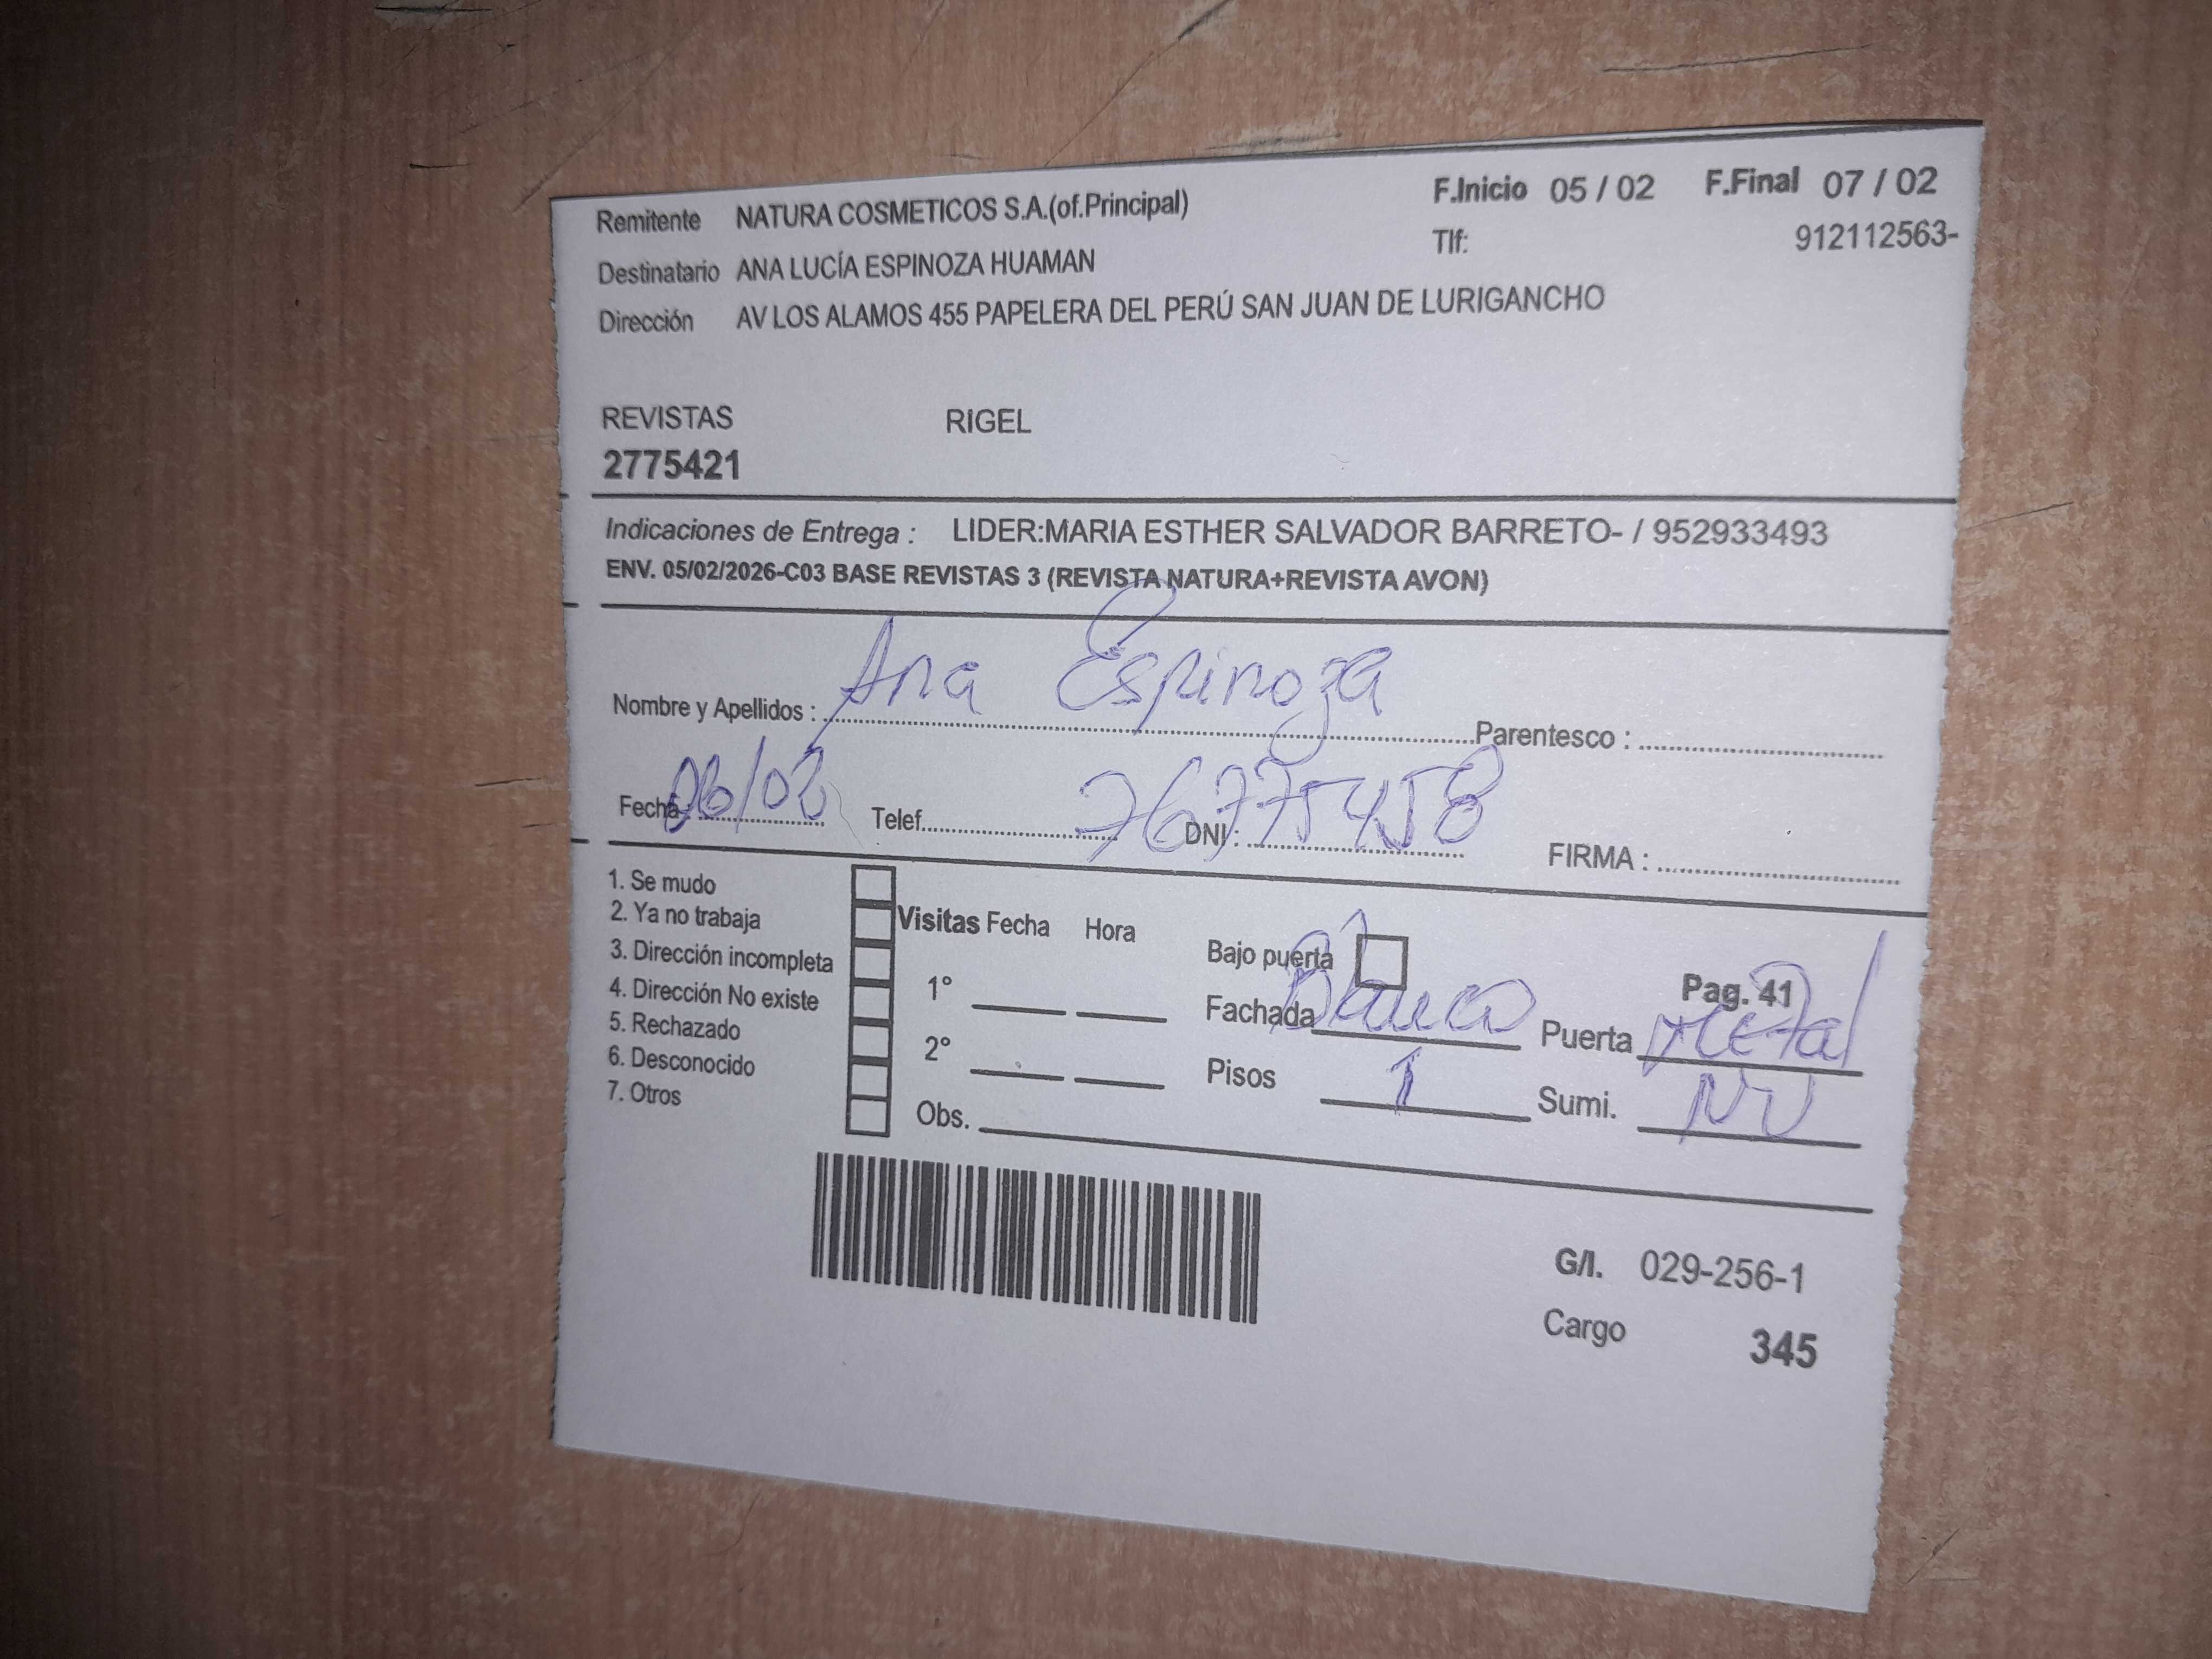 Remitente NATURA COSMETICOS S.A.(of.Principal) F.Inicio 05 / 02 F.Final 07 / 02
Destinatario ANA LUCÍA ESPINOZA HUAMAN Tlf: 912112563-
Dirección AV LOS ALAMOS 455 PAPELERA DEL PERÚ SAN JUAN DE LURIGANCHO
REVISTAS RIGEL
2775421
Indicaciones de Entrega : LIDER:MARIA ESTHER SALVADOR BARRETO- / 952933493
ENV. 05/02/2026-C03 BASE REVISTAS 3 (REVISTA NATURA+REVISTA AVON)
Nombre y Apellidos : Ana Espinoza Parentesco :
Fecha 06/02 Telef. DNI : 76775458 FIRMA :
1. Se mudo
2. Ya no trabaja
3. Dirección incompleta
4. Dirección No existe
5. Rechazado
6. Desconocido
7. Otros
Visitas Fecha Hora
1°
2°
Obs.
Bajo puerta Pag. 41
Fachada Blanco Puerta Metal
Pisos 1 Sumi.
G/I. 029-256-1
Cargo 345